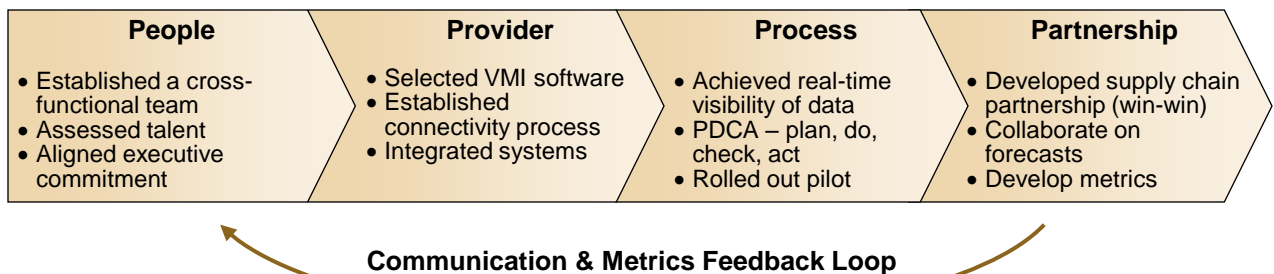 People
• Established a cross-
functional team
• Assessed talent
• Aligned executive
commitment
Provider
• Selected VMI software
• Established
connectivity process
• Integrated systems
Process
• Achieved real-time
visibility of data
• PDCA – plan, do,
check, act
• Rolled out pilot
Partnership
• Developed supply chain
partnership (win-win)
• Collaborate on
forecasts
• Develop metrics
Communication & Metrics Feedback Loop